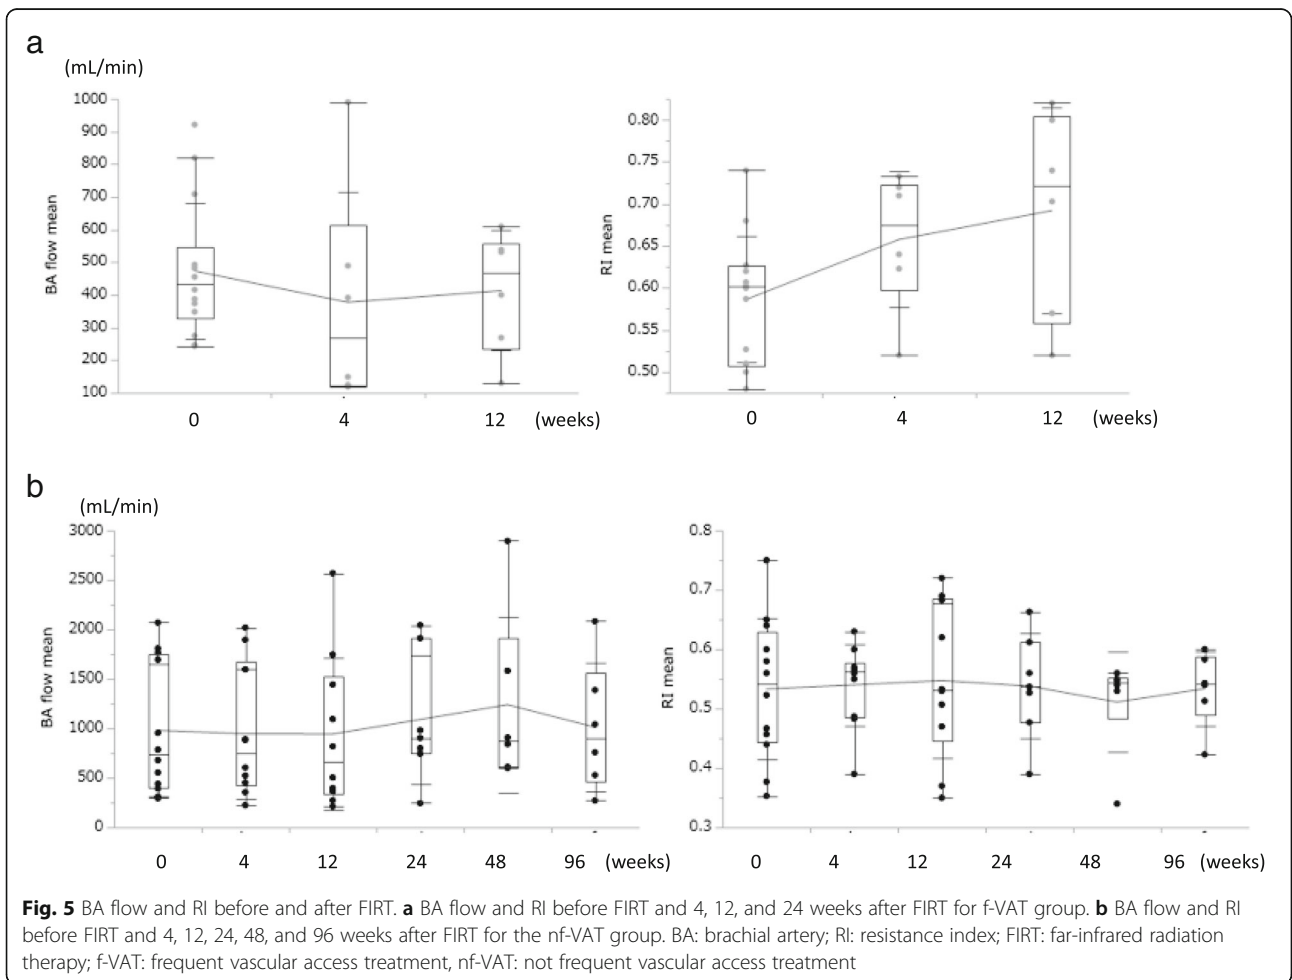 a
(mL/min)
1000
900
800
700
600
500
400
300
200
100
BA flow mean
0 4 12 (weeks)
0.80
0.75
0.70
0.65
0.60
0.55
0.50
RI mean
0 4 12 (weeks)
b
(mL/min)
3000
2500
2000
1500
1000
500
0
BA flow mean
0 4 12 24 48 96 (weeks)
0.8
0.7
0.6
0.5
0.4
0.3
RI mean
0 4 12 24 48 96 (weeks)
Fig. 5 BA flow and RI before and after FIRT. a BA flow and RI before FIRT and 4, 12, and 24 weeks after FIRT for f-VAT group. b BA flow and RI
before FIRT and 4, 12, 24, 48, and 96 weeks after FIRT for the nf-VAT group. BA: brachial artery; RI: resistance index; FIRT: far-infrared radiation
therapy; f-VAT: frequent vascular access treatment, nf-VAT: not frequent vascular access treatment